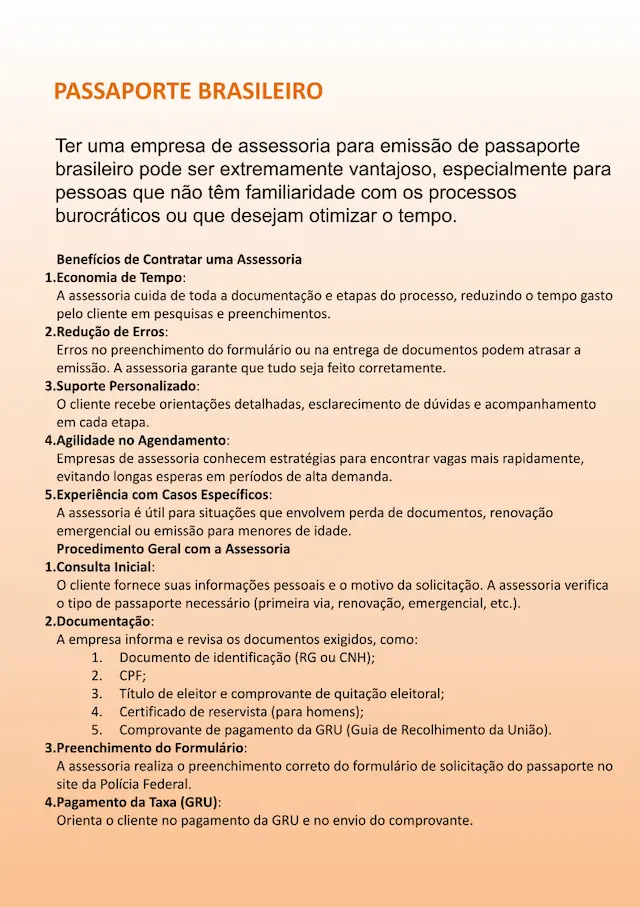 PASSAPORTE BRASILEIRO
Ter uma empresa de assessoria para emissão de passaporte
brasileiro pode ser extremamente vantajoso, especialmente para
pessoas que não têm familiaridade com os processos
burocráticos ou que desejam otimizar o tempo.
Benefícios de Contratar uma Assessoria
1.Economia de Tempo:
A assessoria cuida de toda a documentação e etapas do processo, reduzindo o tempo gasto
pelo cliente em pesquisas e preenchimentos.
2.Redução de Erros:
Erros no preenchimento do formulário ou na entrega de documentos podem atrasar a
emissão. A assessoria garante que tudo seja feito corretamente.
3.Suporte Personalizado:
O cliente recebe orientações detalhadas, esclarecimento de dúvidas e acompanhamento
em cada etapa.
4.Agilidade no Agendamento:
Empresas de assessoria conhecem estratégias para encontrar vagas mais rapidamente,
evitando longas esperas em períodos de alta demanda.
5.Experiência com Casos Específicos:
A assessoria é útil para situações que envolvem perda de documentos, renovação
emergencial ou emissão para menores de idade.
Procedimento Geral com a Assessoria
1.Consulta Inicial:
O cliente fornece suas informações pessoais e o motivo da solicitação. A assessoria verifica
o tipo de passaporte necessário (primeira via, renovação, emergencial, etc.).
2.Documentação:
A empresa informa e revisa os documentos exigidos, como:
1. Documento de identificação (RG ou CNH);
2. CPF;
3. Título de eleitor e comprovante de quitação eleitoral;
4. Certificado de reservista (para homens);
5. Comprovante de pagamento da GRU (Guia de Recolhimento da União).
3.Preenchimento do Formulário:
A assessoria realiza o preenchimento correto do formulário de solicitação do passaporte no
site da Polícia Federal.
4.Pagamento da Taxa (GRU):
Orienta o cliente no pagamento da GRU e no envio do comprovante.